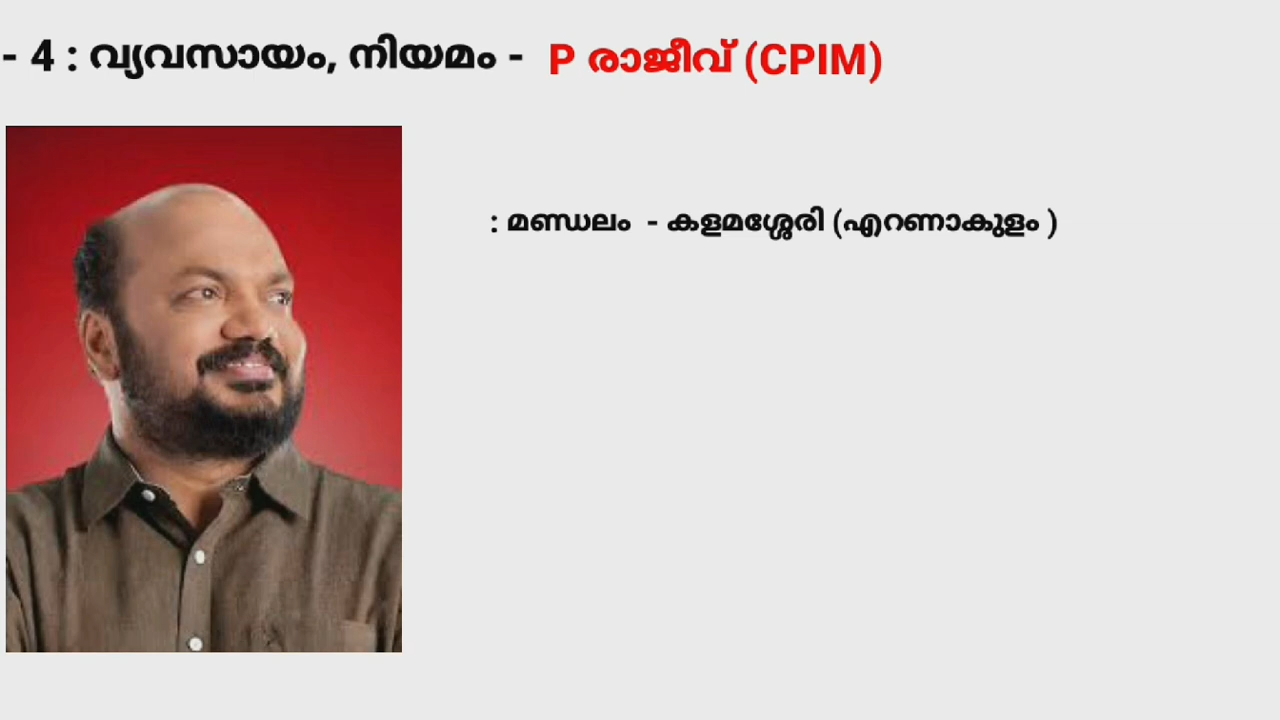 - 4 : വ്യവസായം, നിയമം - P രാജീവ് (CPIM)
: മണ്ഡലം - കളമശ്ശേരി (എറണാകുളം )